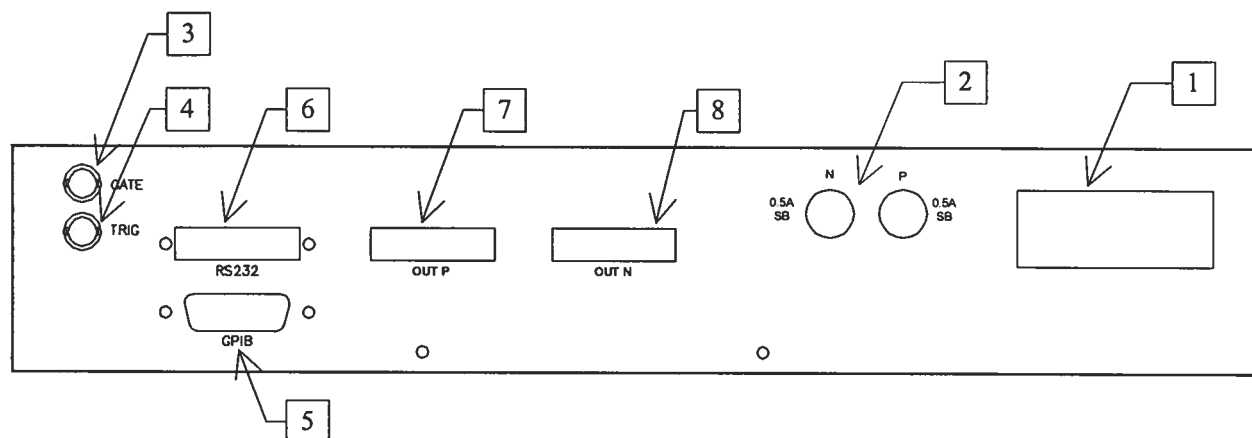 3
4
6
7
8
2
1
GATE
TRIG
N
P
0.5A
SB
0.5A
SB
RS232
OUT P
OUT N
GPIB
5